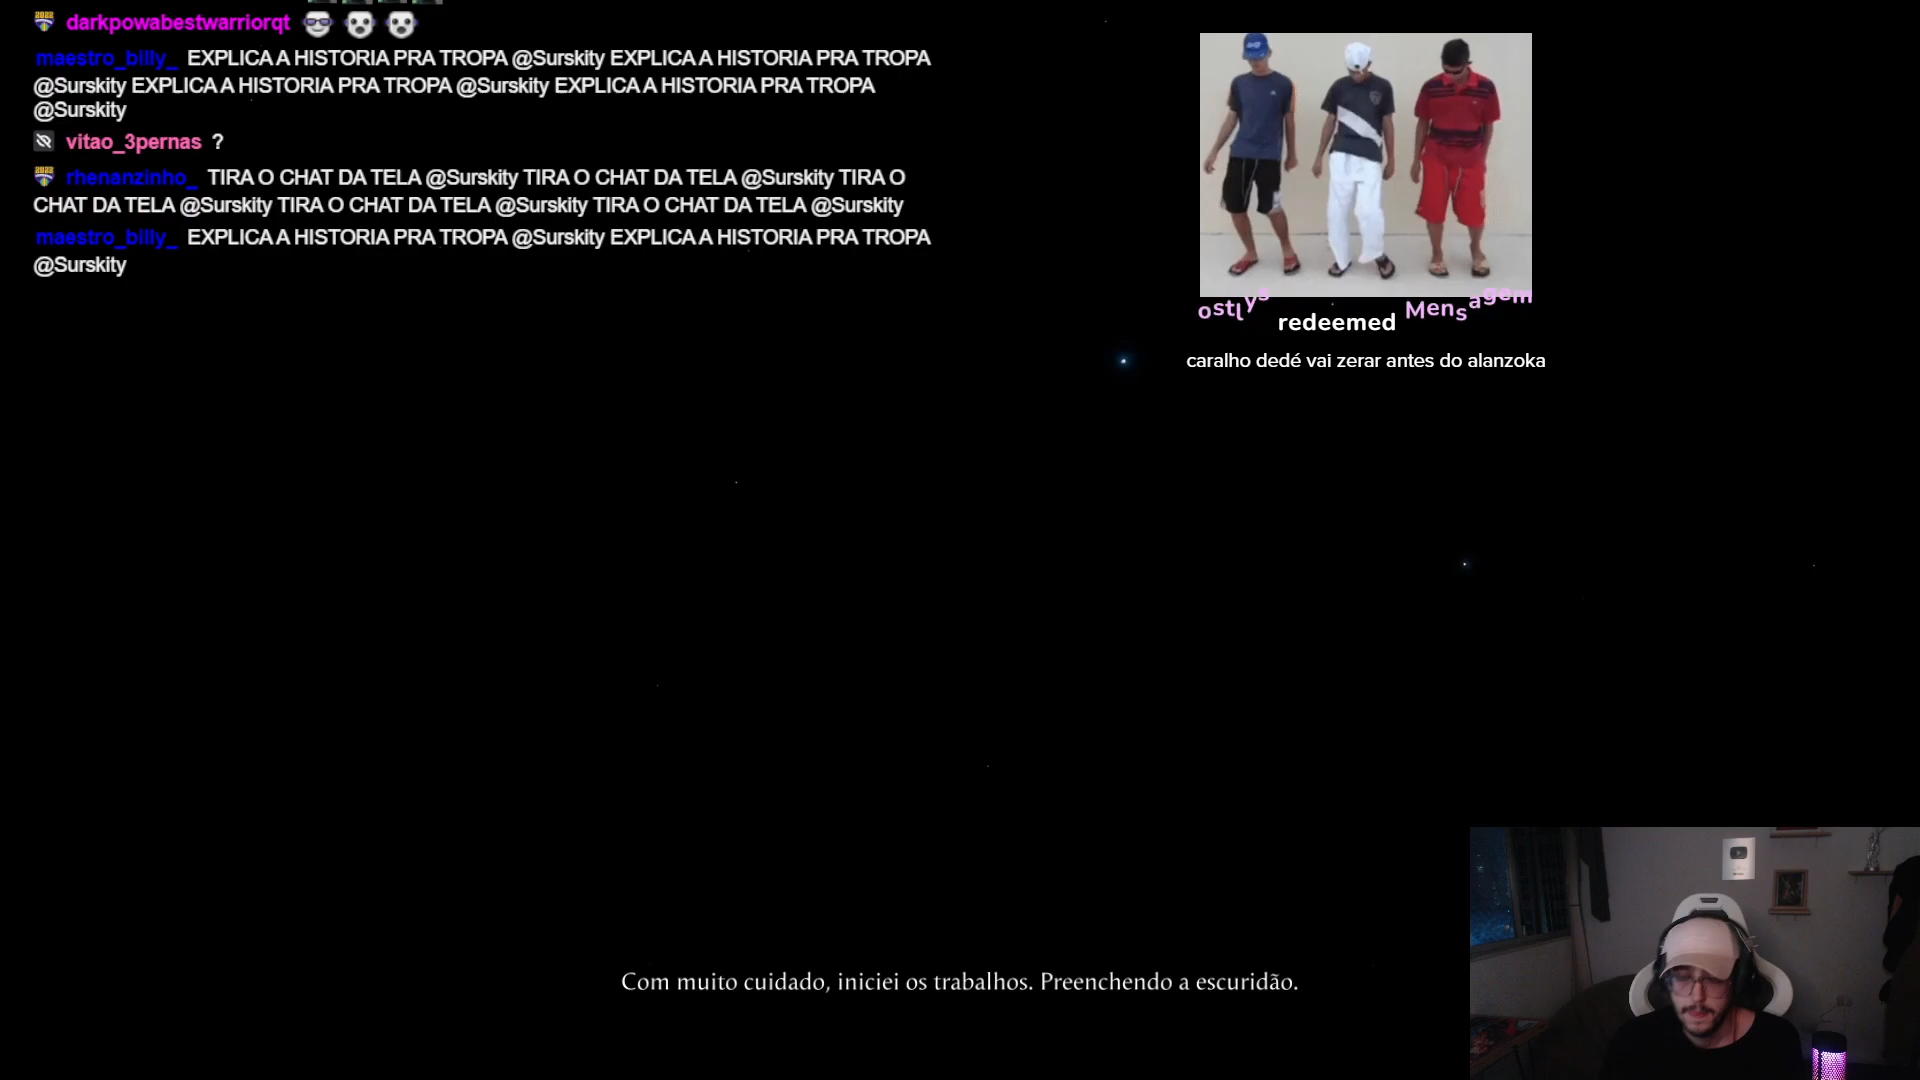 darkpowabestwarriorqt
maestro_billy_ EXPLICA A HISTORIA PRA TROPA @Surskity EXPLICA A HISTORIA PRA TROPA
@Surskity EXPLICA A HISTORIA PRA TROPA @Surskity EXPLICA A HISTORIA PRA TROPA
@Surskity
vitao_3pernas ?
rhenanzinho_ TIRA O CHAT DA TELA @Surskity TIRA O CHAT DA TELA @Surskity TIRA O
CHAT DA TELA @Surskity TIRA O CHAT DA TELA @Surskity TIRA O CHAT DA TELA @Surskity
maestro_billy_ EXPLICA A HISTORIA PRA TROPA @Surskity EXPLICA A HISTORIA PRA TROPA
@Surskity
ostlys redeemed Mensagem
caralho dedé vai zerar antes do alanzoka
Com muito cuidado, iniciei os trabalhos. Preenchendo a escuridão.